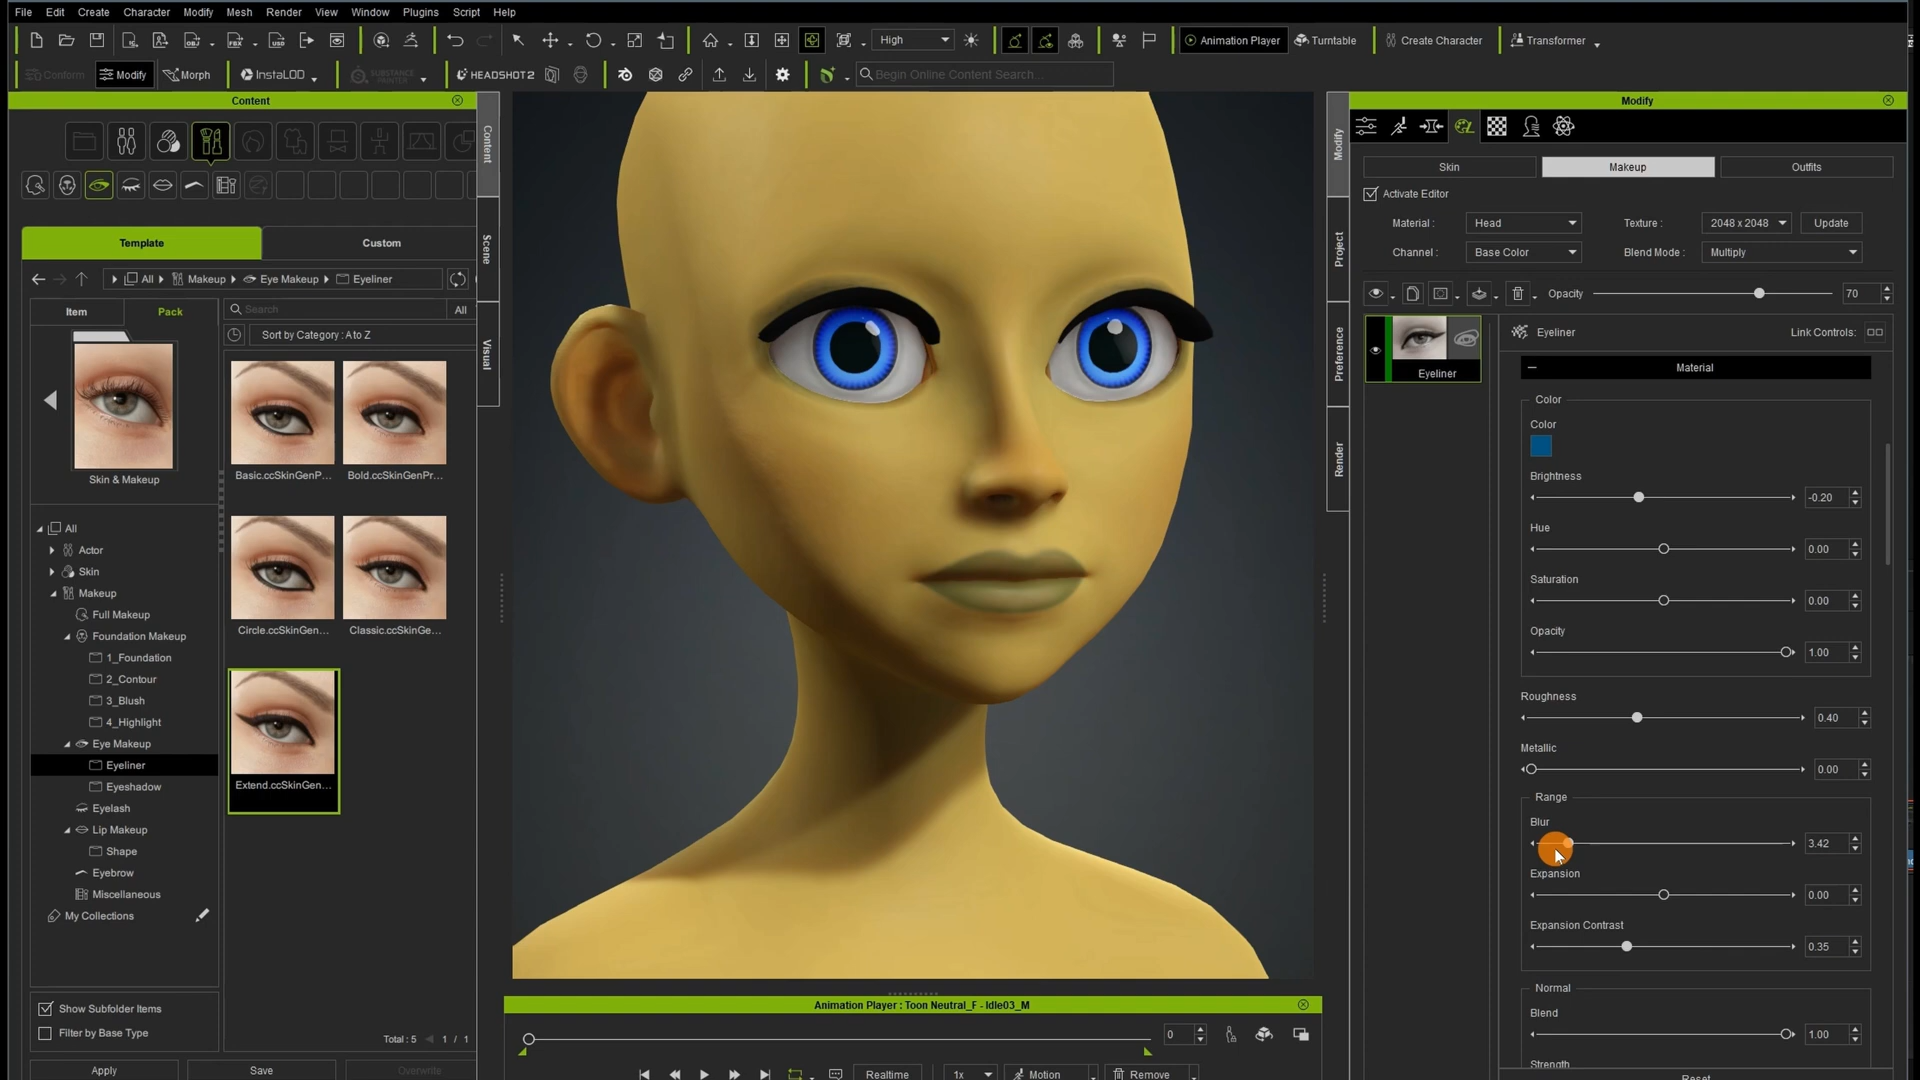 File Edit Create Character Modify Mesh Render View Window Plugins Script Help
High Animation Player Turntable Create Character Transformer
Conform Modify Morph InstaLOD SUBSTANCE PAINTER HEADSHOT 2 Begin Online Content Search...
Content
Template Custom
All Makeup Eye Makeup Eyeliner
Item Pack Search All
Sort by Category : A to Z
Skin & Makeup
Basic.ccSkinGenP... Bold.ccSkinGenPr...
Circle.ccSkinGen... Classic.ccSkinGe...
Extend.ccSkinGen...
All
Actor
Skin
Makeup
Full Makeup
Foundation Makeup
1_Foundation
2_Contour
3_Blush
4_Highlight
Eye Makeup
Eyeliner
Eyeshadow
Eyelash
Lip Makeup
Shape
Eyebrow
Miscellaneous
My Collections
Show Subfolder Items
Filter by Base Type
Total : 5 1 / 1
Apply Save Overwrite
Content
Scene
Visual
Animation Player : Toon Neutral_F - Idle03_M
0
Realtime 1x Motion Remove
Modify
Project
Preference
Render
Modify
Skin Makeup Outfits
Activate Editor
Material : Head Texture : 2048 x 2048 Update
Channel : Base Color Blend Mode : Multiply
Opacity 70
Eyeliner
Eyeliner Link Controls:
Material
Color
Color
Brightness
-0.20
Hue
0.00
Saturation
0.00
Opacity
1.00
Roughness
0.40
Metallic
0.00
Range
Blur
3.42
Expansion
0.00
Expansion Contrast
0.35
Normal
Blend
1.00
Strength
Reset